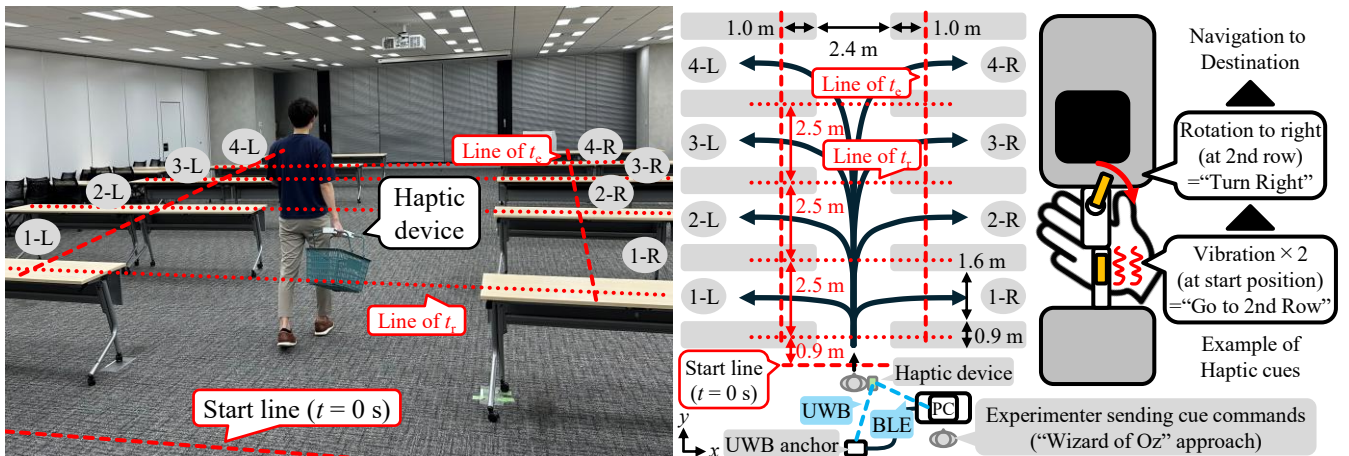 4-L
3-L
2-L
1-L
Line of tₑ
4-R
3-R
2-R
1-R
Haptic
device
Line of tᵣ
Start line (t = 0 s)
1.0 m
1.0 m
2.4 m
4-L
4-R
Line of tₑ
2.5 m
3-L
3-R
Line of tᵣ
2.5 m
2-L
2-R
2.5 m
1.6 m
1-L
1-R
0.9 m
0.9 m
Start line
(t = 0 s)
Haptic device
UWB
BLE
PC
y
x
UWB anchor
Experimenter sending cue commands
(“Wizard of Oz” approach)
Navigation to
Destination
Rotation to right
(at 2nd row)
=“Turn Right”
Vibration × 2
(at start position)
=“Go to 2nd Row”
Example of
Haptic cues